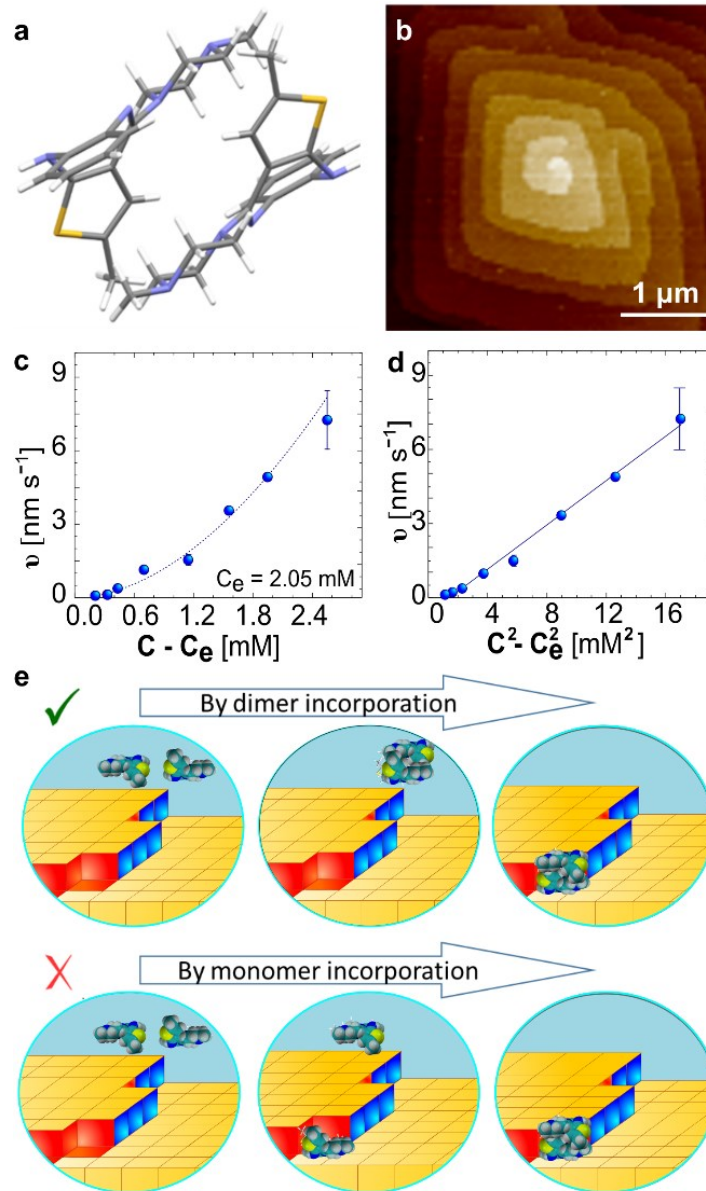 a
b
1 μm
c
9
6
3
0
υ [nm s⁻¹]
0.0 0.6 1.2 1.8 2.4
C - Ce [mM]
Ce = 2.05 mM
d
9
6
3
0
υ [nm s⁻¹]
4 8 12 16
C²- Ce² [mM²]
e
✓
By dimer incorporation
X
By monomer incorporation